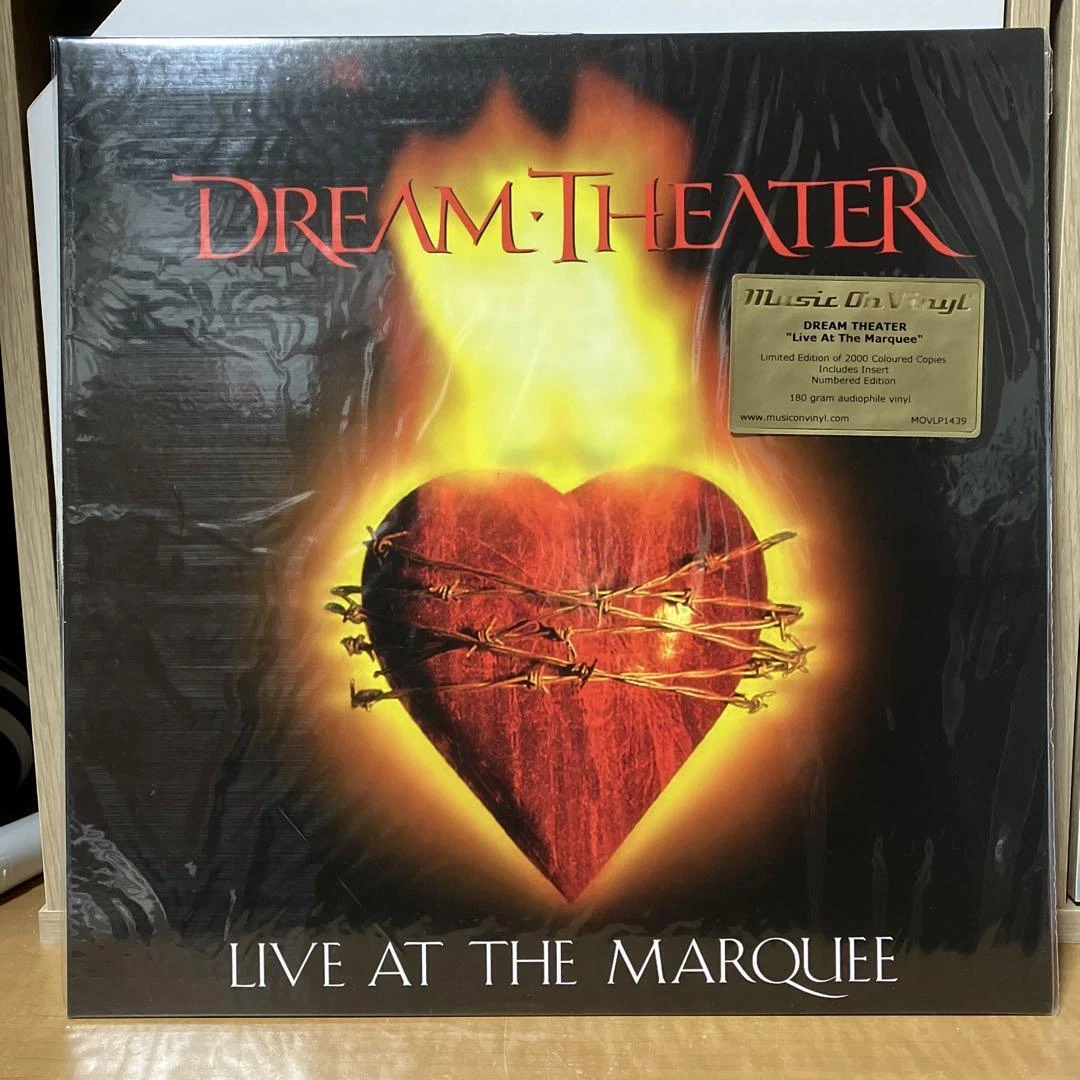 DREAM·THEATER
Music On Vinyl
DREAM THEATER
"Live At The Marquee"
Limited Edition of 2000 Coloured Copies
Includes Insert
Numbered Edition
180 gram audiophile vinyl
www.musiconvinyl.com MOVLP1439
LIVE AT THE MARQUEE